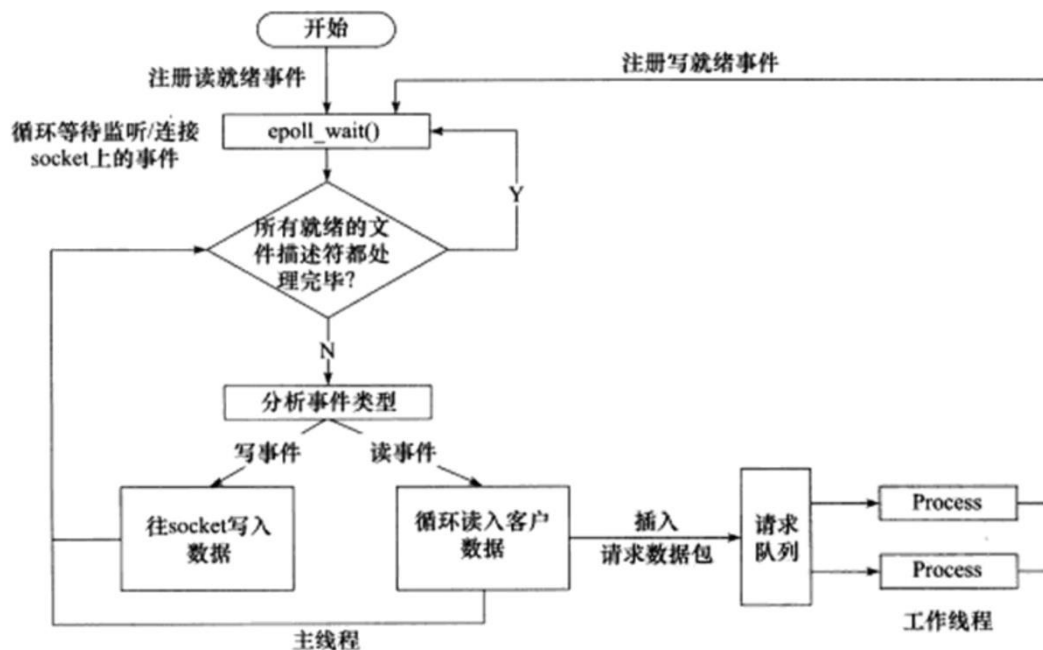 开始
注册读就绪事件
注册写就绪事件
循环等待监听/连接
socket上的事件
epoll_wait()
Y
所有就绪的文
件描述符都处
理完毕?
N
分析事件类型
写事件
读事件
往socket写入
数据
循环读入客户
数据
插入
请求数据包
请求
队列
Process
Process
主线程
工作线程